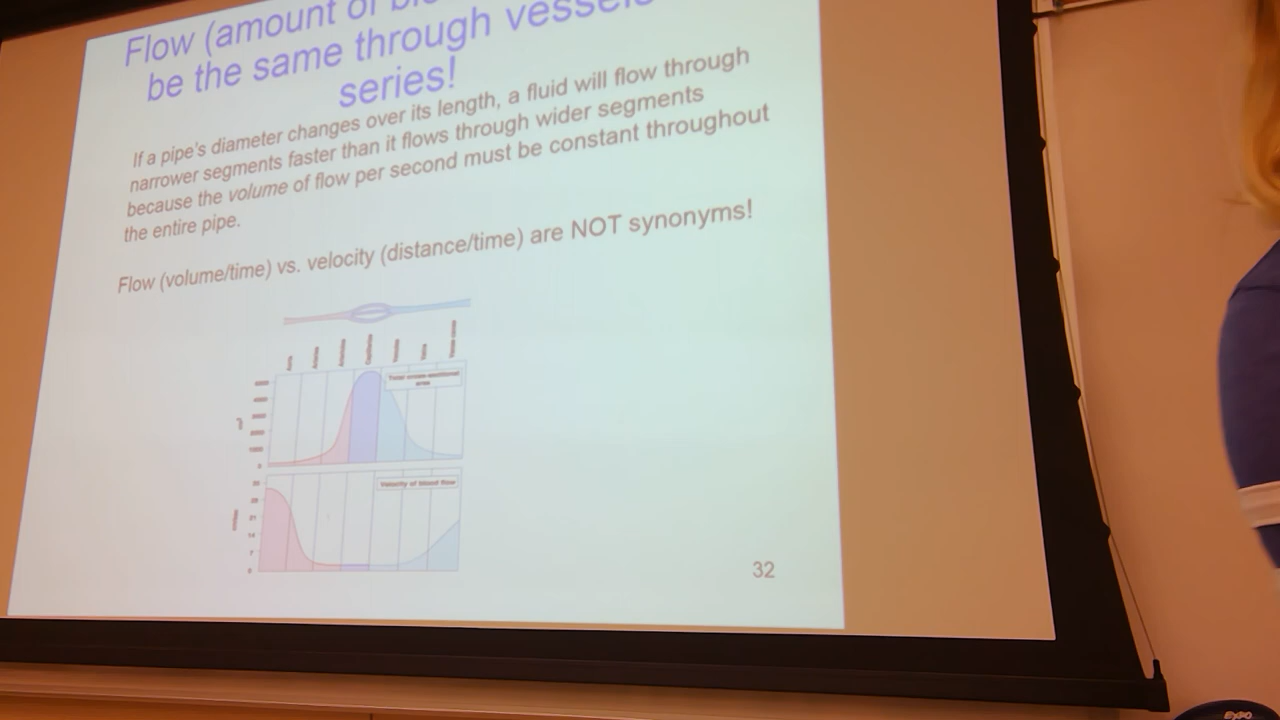 Flow (amount of
be the same through vessels
series!
If a pipe's diameter changes over its length, a fluid will flow through
narrower segments faster than it flows through wider segments
because the volume of flow per second must be constant throughout
the entire pipe.
Flow (volume/time) vs. velocity (distance/time) are NOT synonyms!
Total cross-sectional
area
Velocity of blood flow
32
EXPO